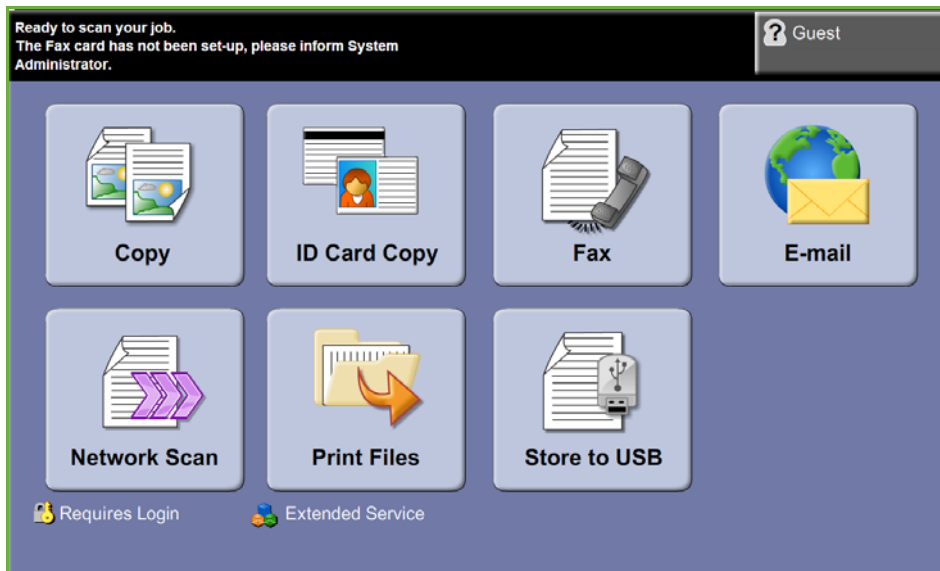 Ready to scan your job.
The Fax card has not been set-up, please inform System
Administrator.
? Guest
Copy
ID Card Copy
Fax
E-mail
Network Scan
Print Files
Store to USB
Requires Login
Extended Service